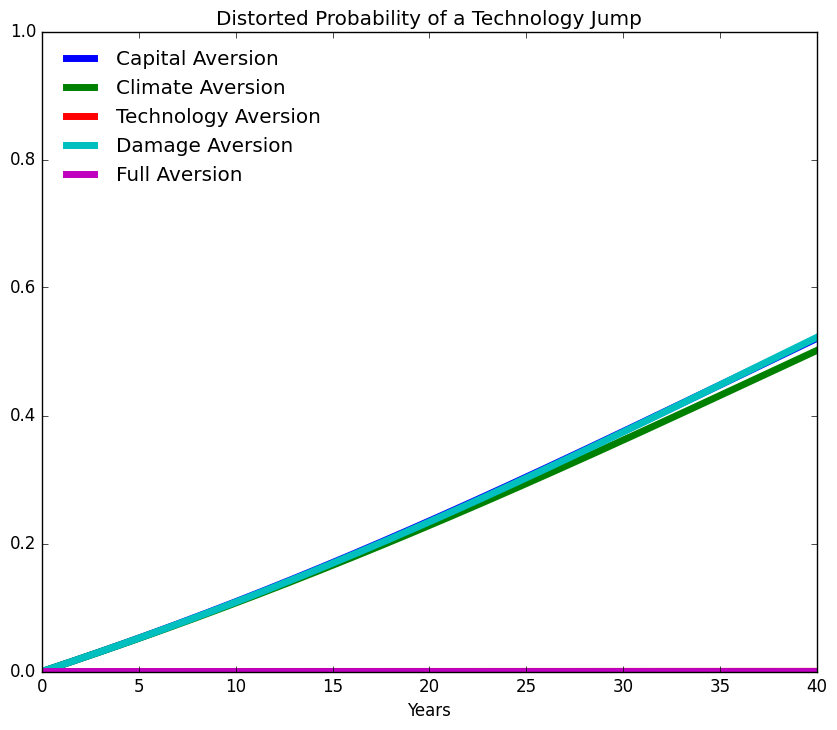 Distorted Probability of a Technology Jump
1.0
Capital Aversion
Climate Aversion
Technology Aversion
Damage Aversion
Full Aversion
0.8
0.6
0.4
0.2
0.0
0 5 10 15 20 25 30 35 40
Years